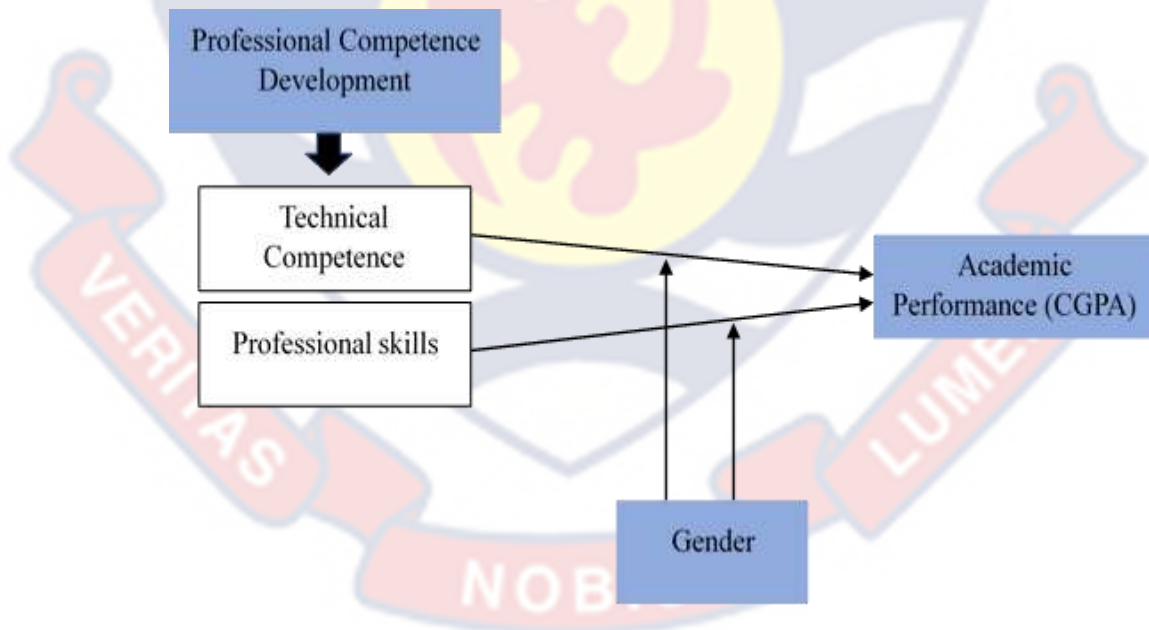 Professional Competence
Development
Technical
Competence
Professional skills
Academic
Performance (CGPA)
Gender
VERITAS
NOBIS
LUMEN